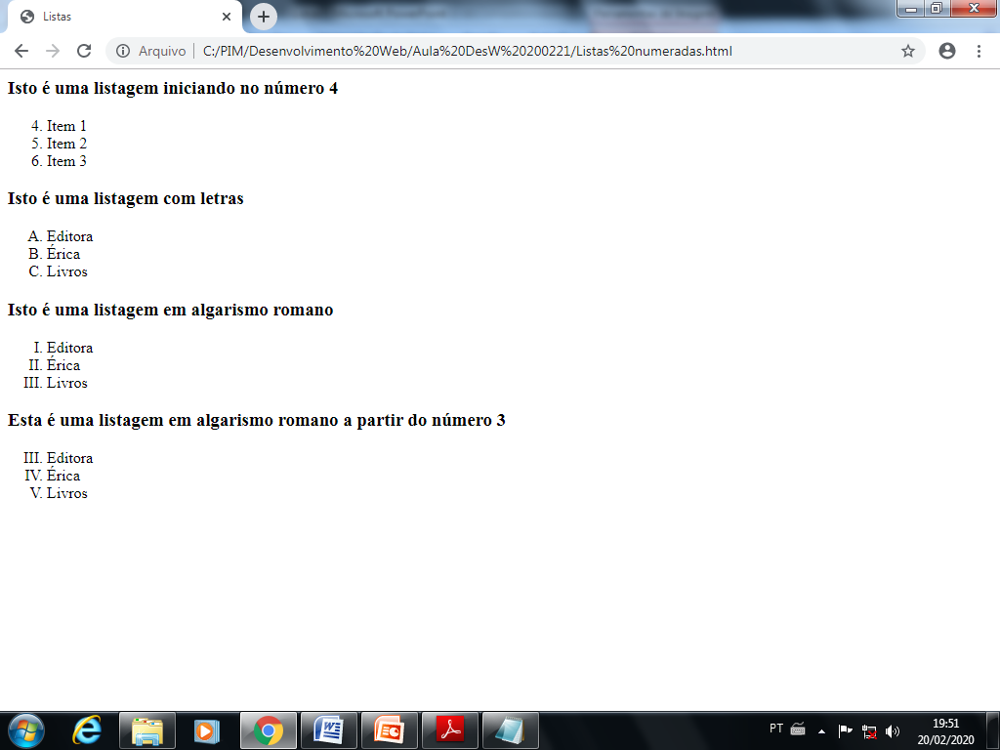 Listas
Arquivo | C:/PIM/Desenvolvimento%20Web/Aula%20DesW%20200221/Listas%20numeradas.html
Isto é uma listagem iniciando no número 4
4. Item 1
5. Item 2
6. Item 3
Isto é uma listagem com letras
A. Editora
B. Érica
C. Livros
Isto é uma listagem em algarismo romano
I. Editora
II. Érica
III. Livros
Esta é uma listagem em algarismo romano a partir do número 3
III. Editora
IV. Érica
V. Livros
PT
19:51
20/02/2020